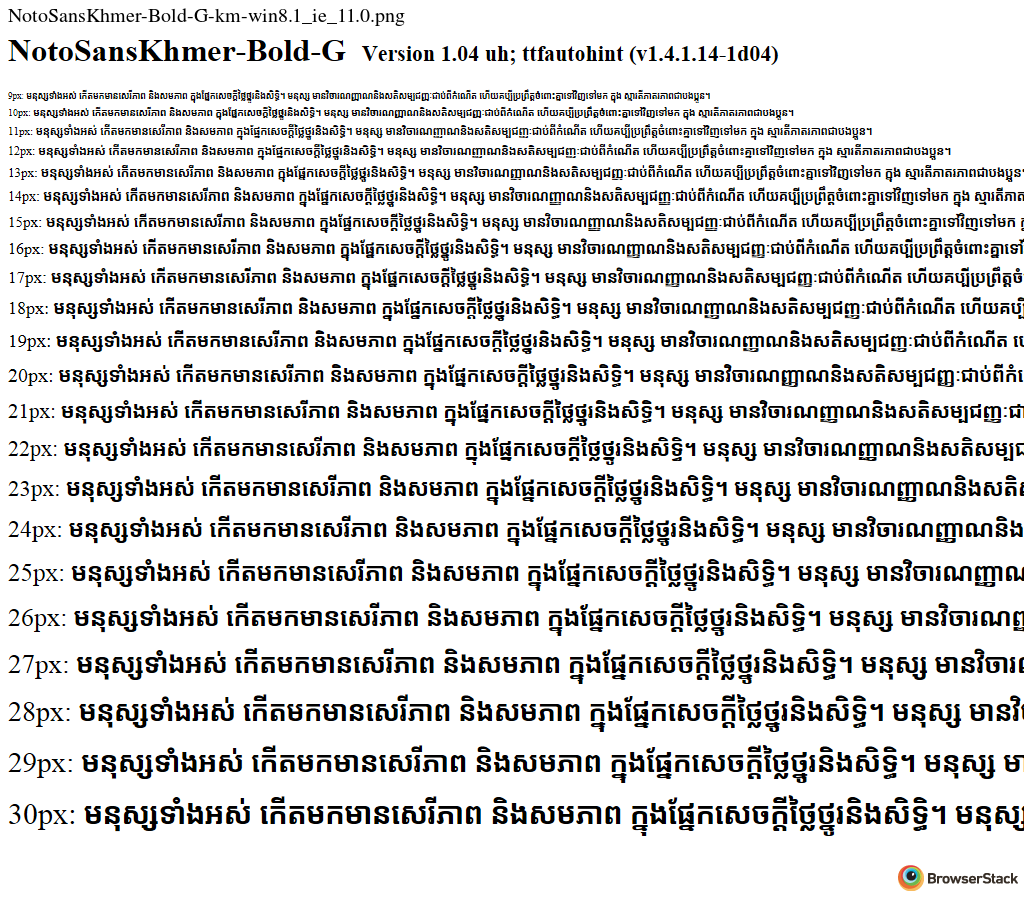 NotoSansKhmer-Bold-G-km-win8.1_ie_11.0.png
NotoSansKhmer-Bold-G Version 1.04 uh; ttfautohint (v1.4.1.14-1d04)
9px: មនុស្សទាំងអស់ កើតមកមានសេរីភាព និងសមភាព ក្នុងផ្នែកសេចក្ដីថ្លៃថ្នូរនិងសិទ្ធិ។ មនុស្ស មានវិចារណញ្ញាណនិងសតិសម្បជញ្ញៈជាប់ពីកំណើត ហើយគប្បីប្រព្រឹត្តចំពោះគ្នាទៅវិញទៅមក ក្នុង ស្មារតីភាតរភាពជាបងប្អូន។
10px: មនុស្សទាំងអស់ កើតមកមានសេរីភាព និងសមភាព ក្នុងផ្នែកសេចក្ដីថ្លៃថ្នូរនិងសិទ្ធិ។ មនុស្ស មានវិចារណញ្ញាណនិងសតិសម្បជញ្ញៈជាប់ពីកំណើត ហើយគប្បីប្រព្រឹត្តចំពោះគ្នាទៅវិញទៅមក ក្នុង ស្មារតីភាតរភាពជាបងប្អូន។
11px: មនុស្សទាំងអស់ កើតមកមានសេរីភាព និងសមភាព ក្នុងផ្នែកសេចក្ដីថ្លៃថ្នូរនិងសិទ្ធិ។ មនុស្ស មានវិចារណញ្ញាណនិងសតិសម្បជញ្ញៈជាប់ពីកំណើត ហើយគប្បីប្រព្រឹត្តចំពោះគ្នាទៅវិញទៅមក ក្នុង ស្មារតីភាតរភាពជាបងប្អូន។
12px: មនុស្សទាំងអស់ កើតមកមានសេរីភាព និងសមភាព ក្នុងផ្នែកសេចក្ដីថ្លៃថ្នូរនិងសិទ្ធិ។ មនុស្ស មានវិចារណញ្ញាណនិងសតិសម្បជញ្ញៈជាប់ពីកំណើត ហើយគប្បីប្រព្រឹត្តចំពោះគ្នាទៅវិញទៅមក ក្នុង ស្មារតីភាតរភាពជាបងប្អូន។
13px: មនុស្សទាំងអស់ កើតមកមានសេរីភាព និងសមភាព ក្នុងផ្នែកសេចក្ដីថ្លៃថ្នូរនិងសិទ្ធិ។ មនុស្ស មានវិចារណញ្ញាណនិងសតិសម្បជញ្ញៈជាប់ពីកំណើត ហើយគប្បីប្រព្រឹត្តចំពោះគ្នាទៅវិញទៅមក ក្នុង ស្មារតីភាតរភាពជាបងប្អូន។
14px: មនុស្សទាំងអស់ កើតមកមានសេរីភាព និងសមភាព ក្នុងផ្នែកសេចក្ដីថ្លៃថ្នូរនិងសិទ្ធិ។ មនុស្ស មានវិចារណញ្ញាណនិងសតិសម្បជញ្ញៈជាប់ពីកំណើត ហើយគប្បីប្រព្រឹត្តចំពោះគ្នាទៅវិញទៅមក ក្នុង ស្មារតីភាត
15px: មនុស្សទាំងអស់ កើតមកមានសេរីភាព និងសមភាព ក្នុងផ្នែកសេចក្ដីថ្លៃថ្នូរនិងសិទ្ធិ។ មនុស្ស មានវិចារណញ្ញាណនិងសតិសម្បជញ្ញៈជាប់ពីកំណើត ហើយគប្បីប្រព្រឹត្តចំពោះគ្នាទៅវិញទៅមក
16px: មនុស្សទាំងអស់ កើតមកមានសេរីភាព និងសមភាព ក្នុងផ្នែកសេចក្ដីថ្លៃថ្នូរនិងសិទ្ធិ។ មនុស្ស មានវិចារណញ្ញាណនិងសតិសម្បជញ្ញៈជាប់ពីកំណើត ហើយគប្បីប្រព្រឹត្តចំពោះគ្នាទៅ
17px: មនុស្សទាំងអស់ កើតមកមានសេរីភាព និងសមភាព ក្នុងផ្នែកសេចក្ដីថ្លៃថ្នូរនិងសិទ្ធិ។ មនុស្ស មានវិចារណញ្ញាណនិងសតិសម្បជញ្ញៈជាប់ពីកំណើត ហើយគប្បីប្រព្រឹត្តចំ
18px: មនុស្សទាំងអស់ កើតមកមានសេរីភាព និងសមភាព ក្នុងផ្នែកសេចក្ដីថ្លៃថ្នូរនិងសិទ្ធិ។ មនុស្ស មានវិចារណញ្ញាណនិងសតិសម្បជញ្ញៈជាប់ពីកំណើត ហើយគប្បី
19px: មនុស្សទាំងអស់ កើតមកមានសេរីភាព និងសមភាព ក្នុងផ្នែកសេចក្ដីថ្លៃថ្នូរនិងសិទ្ធិ។ មនុស្ស មានវិចារណញ្ញាណនិងសតិសម្បជញ្ញៈជាប់ពីកំណើត
20px: មនុស្សទាំងអស់ កើតមកមានសេរីភាព និងសមភាព ក្នុងផ្នែកសេចក្ដីថ្លៃថ្នូរនិងសិទ្ធិ។ មនុស្ស មានវិចារណញ្ញាណនិងសតិសម្បជញ្ញៈជាប់ពីកំ
21px: មនុស្សទាំងអស់ កើតមកមានសេរីភាព និងសមភាព ក្នុងផ្នែកសេចក្ដីថ្លៃថ្នូរនិងសិទ្ធិ។ មនុស្ស មានវិចារណញ្ញាណនិងសតិសម្បជញ្ញៈជា
22px: មនុស្សទាំងអស់ កើតមកមានសេរីភាព និងសមភាព ក្នុងផ្នែកសេចក្ដីថ្លៃថ្នូរនិងសិទ្ធិ។ មនុស្ស មានវិចារណញ្ញាណនិងសតិសម្ប
23px: មនុស្សទាំងអស់ កើតមកមានសេរីភាព និងសមភាព ក្នុងផ្នែកសេចក្ដីថ្លៃថ្នូរនិងសិទ្ធិ។ មនុស្ស មានវិចារណញ្ញាណនិងសតិ
24px: មនុស្សទាំងអស់ កើតមកមានសេរីភាព និងសមភាព ក្នុងផ្នែកសេចក្ដីថ្លៃថ្នូរនិងសិទ្ធិ។ មនុស្ស មានវិចារណញ្ញាណនិង
25px: មនុស្សទាំងអស់ កើតមកមានសេរីភាព និងសមភាព ក្នុងផ្នែកសេចក្ដីថ្លៃថ្នូរនិងសិទ្ធិ។ មនុស្ស មានវិចារណញ្ញាណ
26px: មនុស្សទាំងអស់ កើតមកមានសេរីភាព និងសមភាព ក្នុងផ្នែកសេចក្ដីថ្លៃថ្នូរនិងសិទ្ធិ។ មនុស្ស មានវិចារណ
27px: មនុស្សទាំងអស់ កើតមកមានសេរីភាព និងសមភាព ក្នុងផ្នែកសេចក្ដីថ្លៃថ្នូរនិងសិទ្ធិ។ មនុស្ស មានវិចារ
28px: មនុស្សទាំងអស់ កើតមកមានសេរីភាព និងសមភាព ក្នុងផ្នែកសេចក្ដីថ្លៃថ្នូរនិងសិទ្ធិ។ មនុស្ស មានវិ
29px: មនុស្សទាំងអស់ កើតមកមានសេរីភាព និងសមភាព ក្នុងផ្នែកសេចក្ដីថ្លៃថ្នូរនិងសិទ្ធិ។ មនុស្ស មា
30px: មនុស្សទាំងអស់ កើតមកមានសេរីភាព និងសមភាព ក្នុងផ្នែកសេចក្ដីថ្លៃថ្នូរនិងសិទ្ធិ។ មនុស្ស
BrowserStack